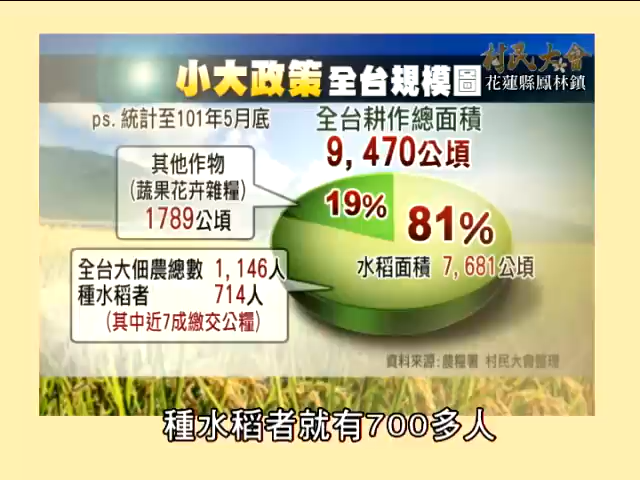 村民大會
小大政策全台規模圖
花蓮縣鳳林鎮
ps. 統計至101年5月底
全台耕作總面積
9,470公頃
其他作物
(蔬果花卉雜糧)
1789公頃
19%
81%
水稻面積 7,681公頃
全台大佃農總數 1,146人
種水稻者 714人
(其中近7成繳交公糧)
資料來源:農糧署 村民大會整理
種水稻者就有700多人